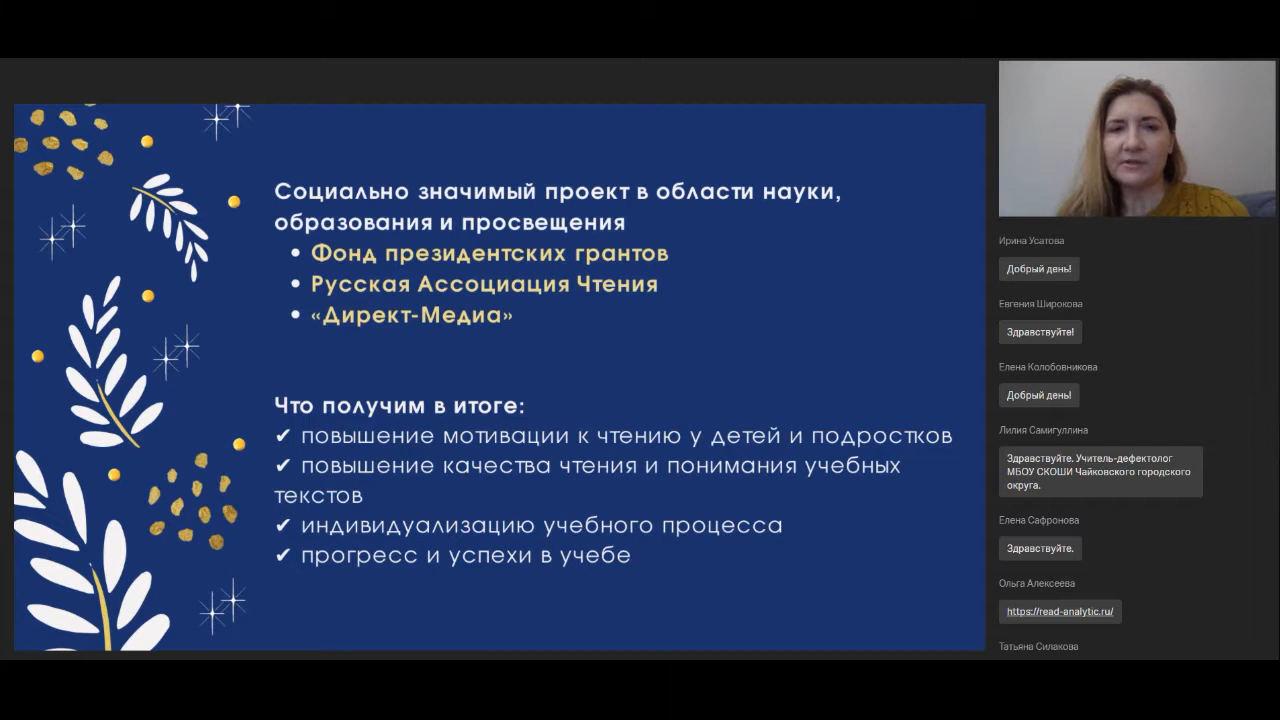 Социально значимый проект в области науки,
образования и просвещения
• Фонд президентских грантов
• Русская Ассоциация Чтения
• «Директ-Медиа»
Что получим в итоге:
✔ повышение мотивации к чтению у детей и подростков
✔ повышение качества чтения и понимания учебных
текстов
✔ индивидуализацию учебного процесса
✔ прогресс и успехи в учебе
Ирина Усатова
Добрый день!
Евгения Широкова
Здравствуйте!
Елена Колобовникова
Добрый день!
Лилия Самигуллина
Здравствуйте. Учитель-дефектолог
МБОУ СКОШИ Чайковского городского
округа.
Елена Сафронова
Здравствуйте.
Ольга Алексеева
https://read-analytic.ru/
Татьяна Силакова